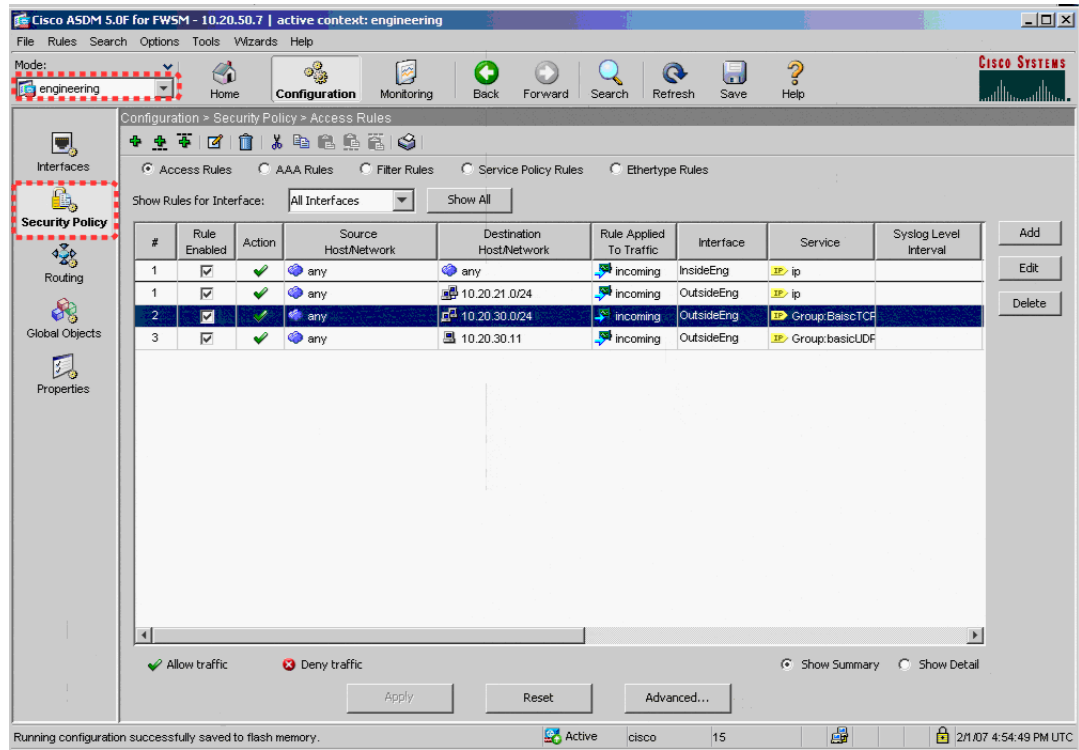 Cisco ASDM 5.0F for FWSM - 10.20.50.7 | active context: engineering
File Rules Search Options Tools Wizards Help
Mode:
engineering
Home Configuration Monitoring Back Forward Search Refresh Save Help
CISCO SYSTEMS
Configuration > Security Policy > Access Rules
Interfaces
Security Policy
Routing
Global Objects
Properties
Access Rules AAA Rules Filter Rules Service Policy Rules Ethertype Rules
Show Rules for Interface: All Interfaces Show All
# Rule Enabled Action Source Host/Network Destination Host/Network Rule Applied To Traffic Interface Service Syslog Level Interval
1 any any incoming InsideEng IP ip
1 any 10.20.21.0/24 incoming OutsideEng IP ip
2 any 10.20.30.0/24 incoming OutsideEng IP Group:BaiscTCP
3 any 10.20.30.11 incoming OutsideEng IP Group:basicUDP
Add
Edit
Delete
Allow traffic Deny traffic Show Summary Show Detail
Apply Reset Advanced...
Running configuration successfully saved to flash memory. Active cisco 15 2/1/07 4:54:49 PM UTC